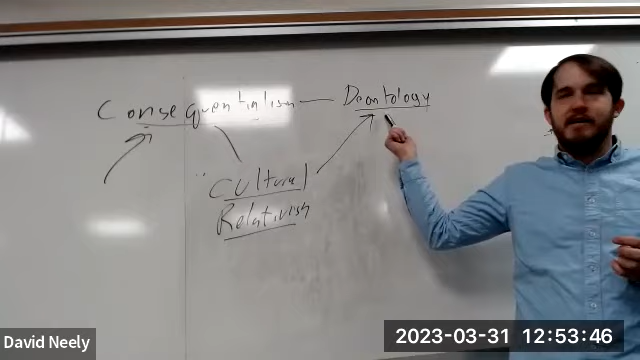 Consequentialism — Deontology
Cultural
Relativism
David Neely
2023-03-31 12:53:46